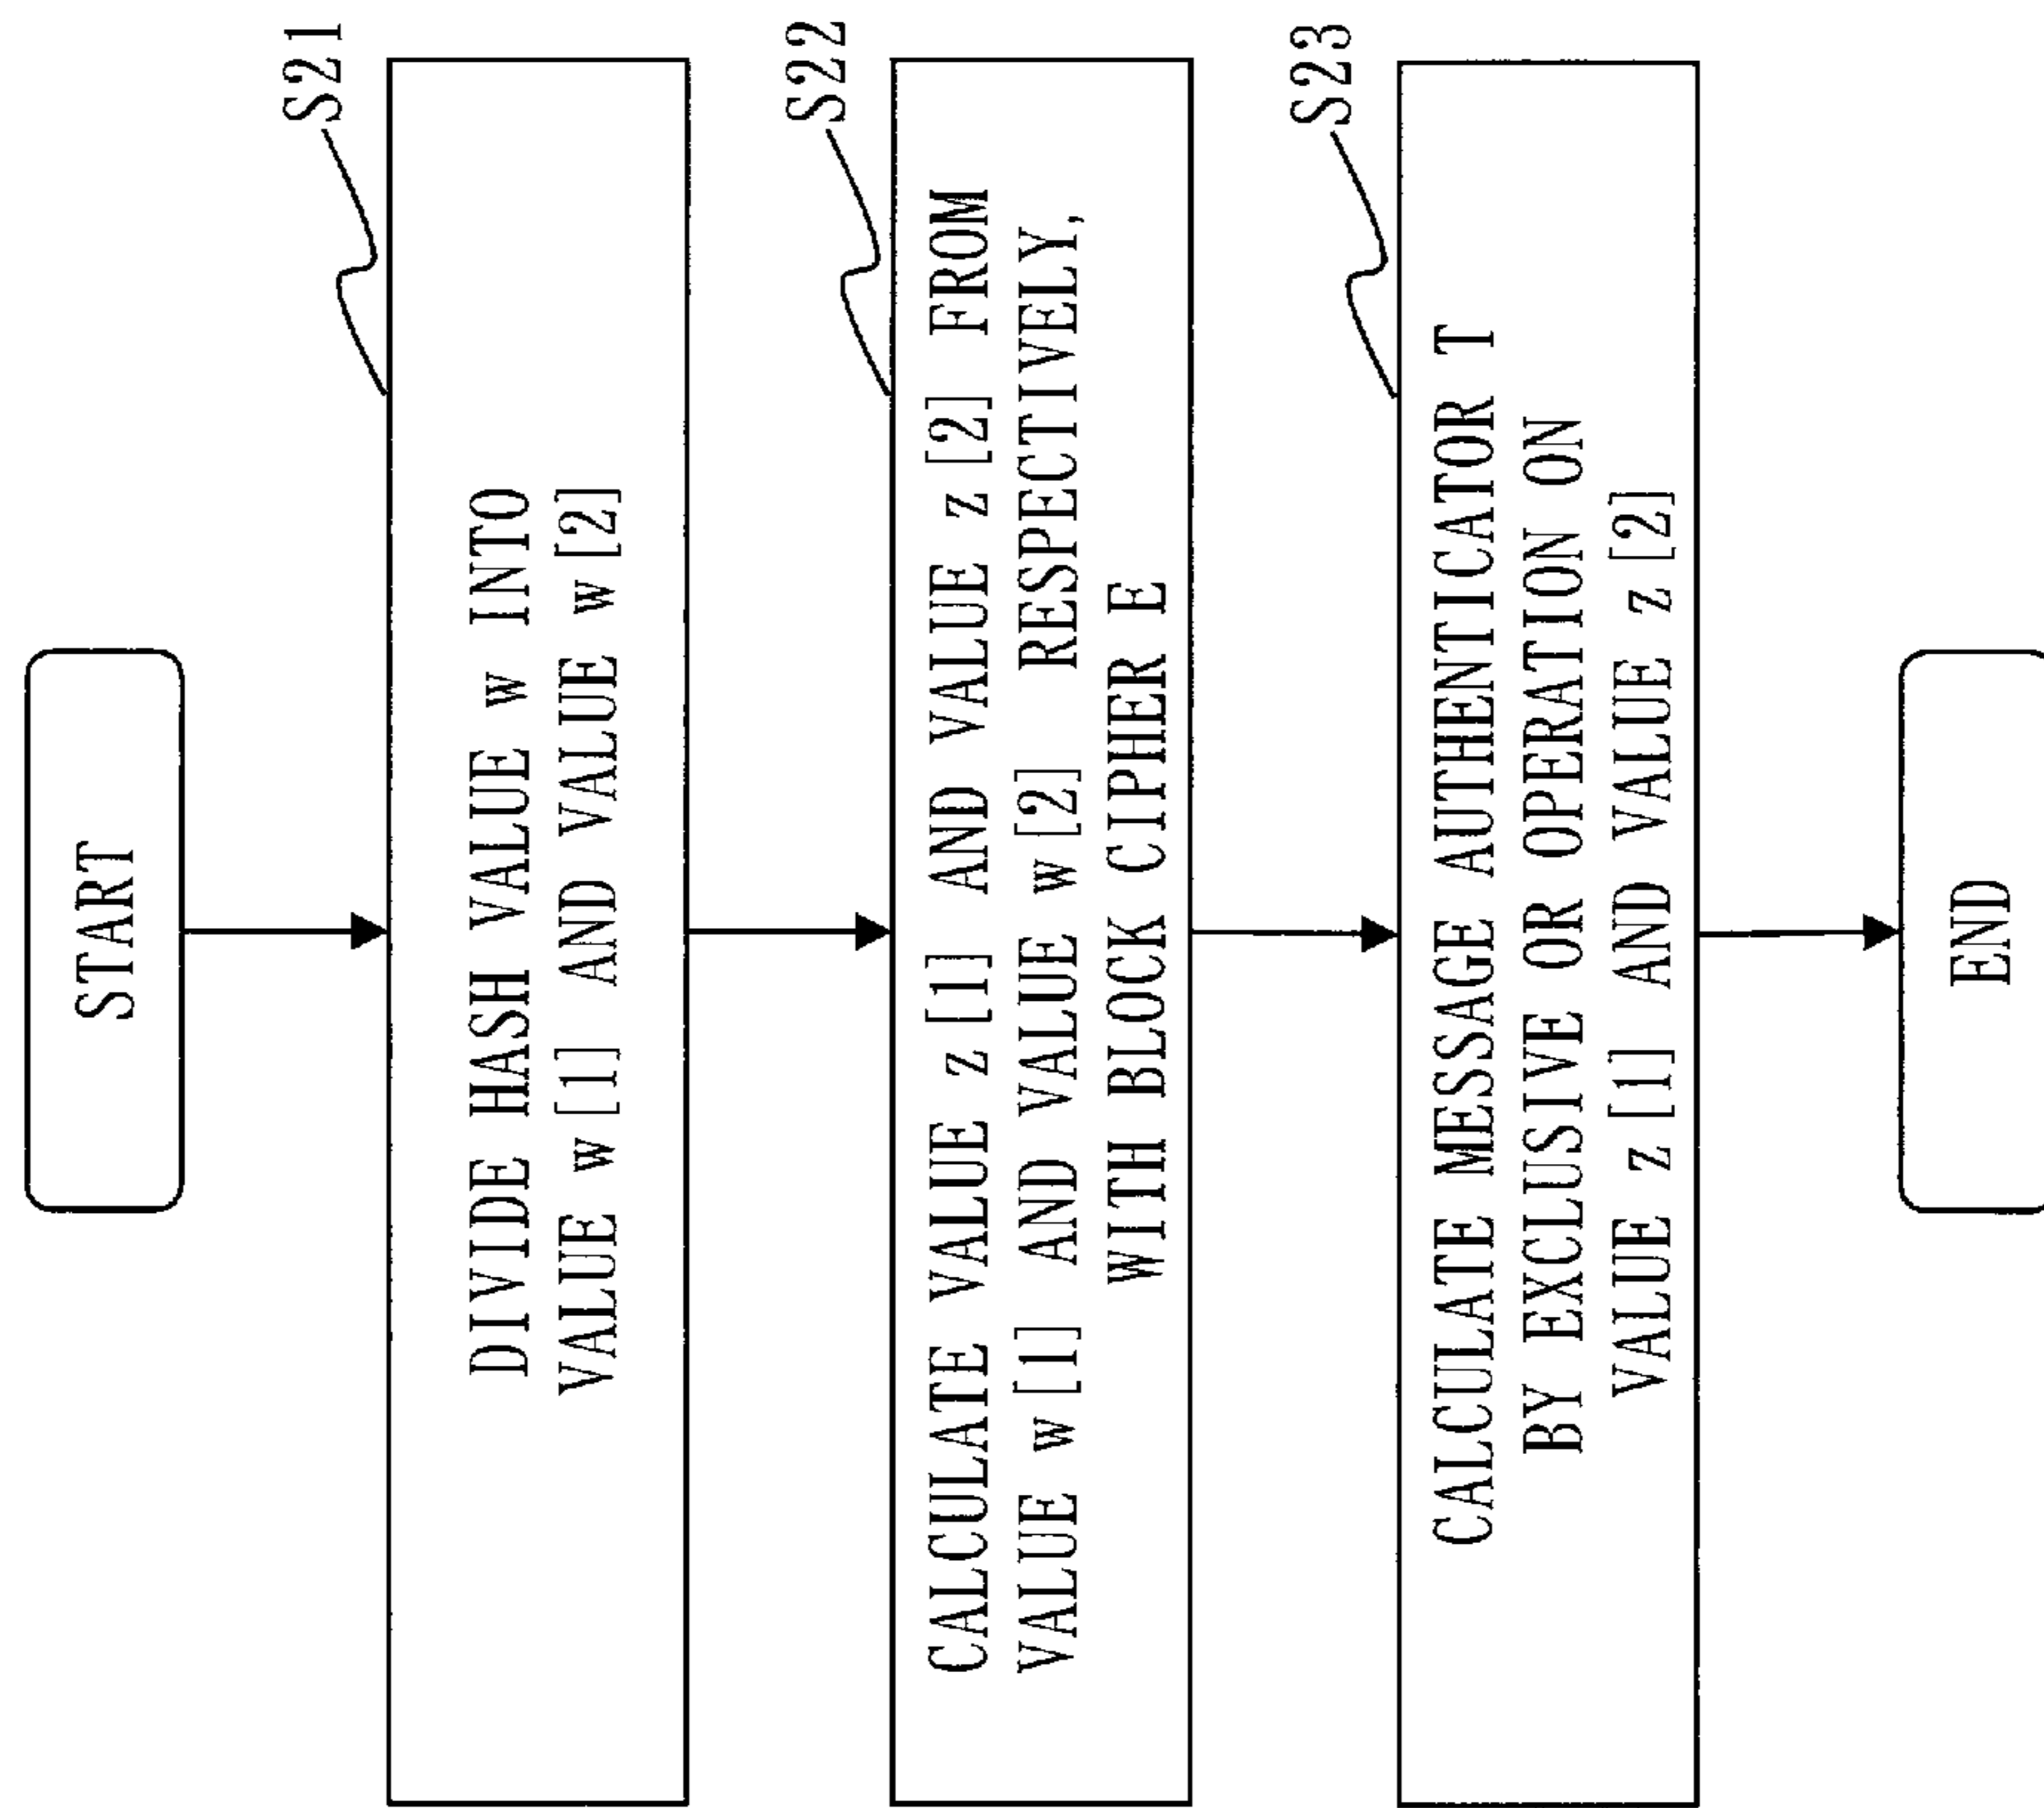 START
S21
DIVIDE HASH VALUE w INTO
VALUE w[1] AND VALUE w[2]
S22
CALCULATE VALUE z[1] AND VALUE z[2] FROM
VALUE w[1] AND VALUE w[2] RESPECTIVELY,
WITH BLOCK CIPHER E
S23
CALCULATE MESSAGE AUTHENTICATOR T
BY EXCLUSIVE OR OPERATION ON
VALUE z[1] AND VALUE z[2]
END